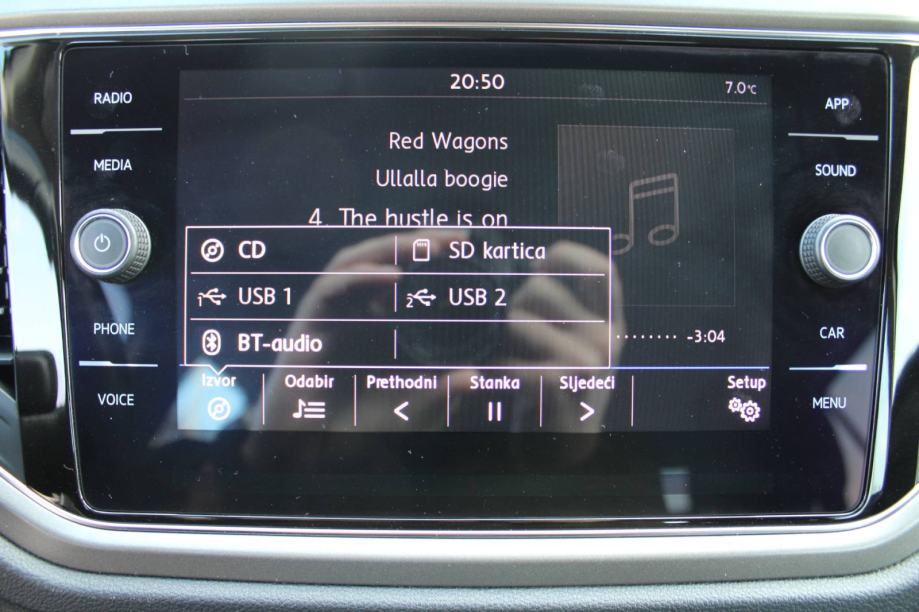 RADIO
MEDIA
PHONE
VOICE
20:50
7.0°C
Red Wagons
Ullalla boogie
4. The hustle is on
CD
SD kartica
1 USB 1
2 USB 2
BT-audio
-3:04
Izvor
Odabir
Prethodni
Stanka
Sljedeći
Setup
APP
SOUND
CAR
MENU